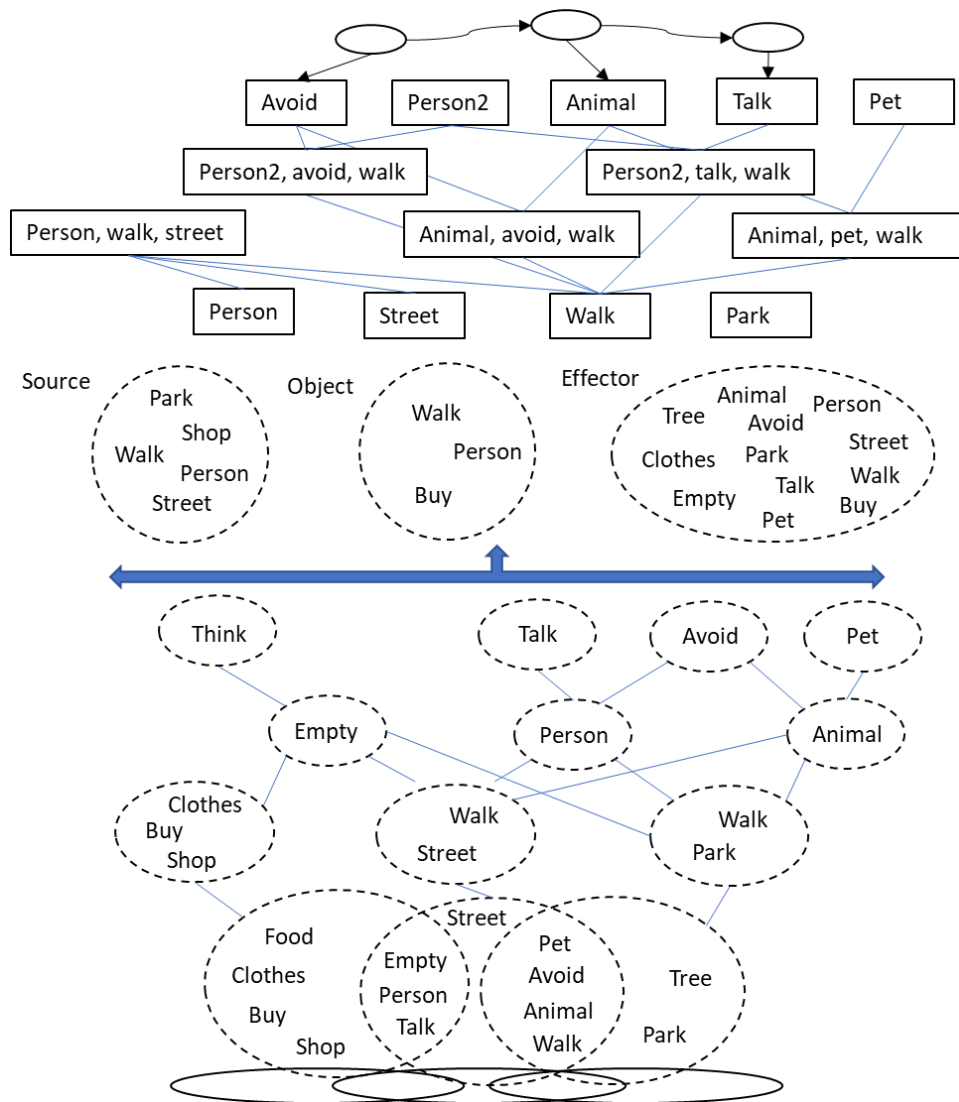 Avoid
Person2
Animal
Talk
Pet
Person2, avoid, walk
Person2, talk, walk
Person, walk, street
Animal, avoid, walk
Animal, pet, walk
Person
Street
Walk
Park
Source
Park
Shop
Walk
Person
Street
Object
Walk
Person
Buy
Effector
Animal
Person
Tree
Avoid
Street
Clothes
Park
Walk
Talk
Empty
Buy
Pet
Think
Talk
Avoid
Pet
Empty
Person
Animal
Clothes
Buy
Shop
Walk
Street
Walk
Park
Food
Clothes
Buy
Shop
Street
Empty
Person
Talk
Pet
Avoid
Animal
Walk
Tree
Park